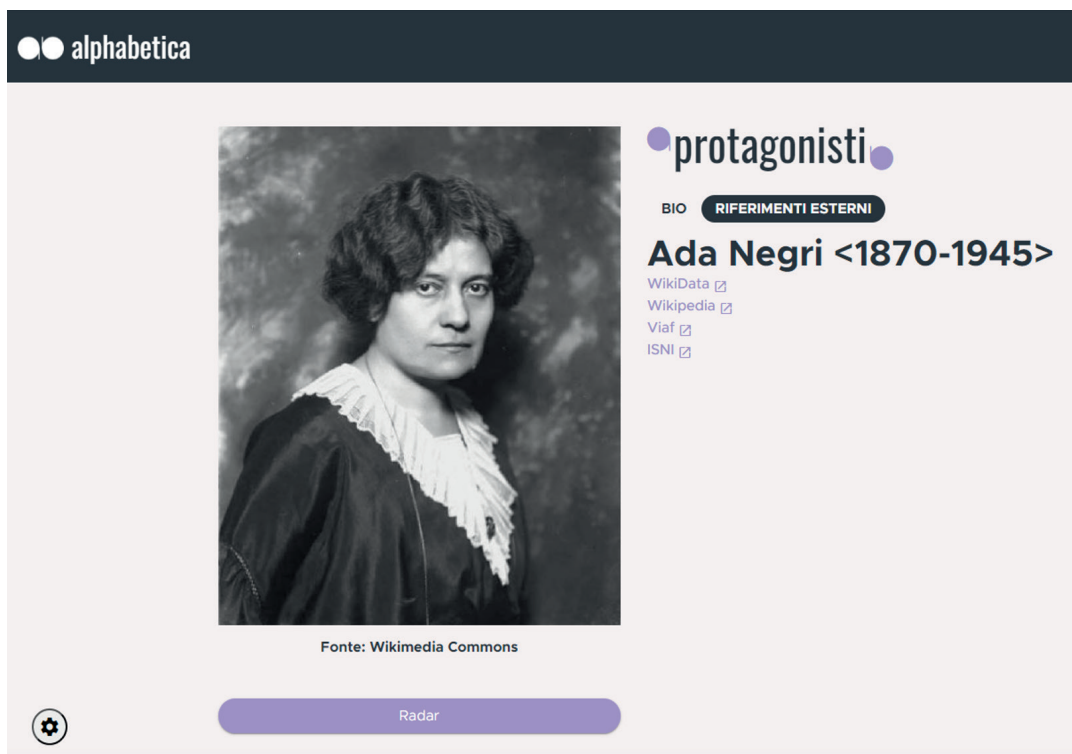 alphabetica
protagonisti
BIO RIFERIMENTI ESTERNI
Ada Negri <1870-1945>
WikiData
Wikipedia
Viaf
ISNI
Fonte: Wikimedia Commons
Radar